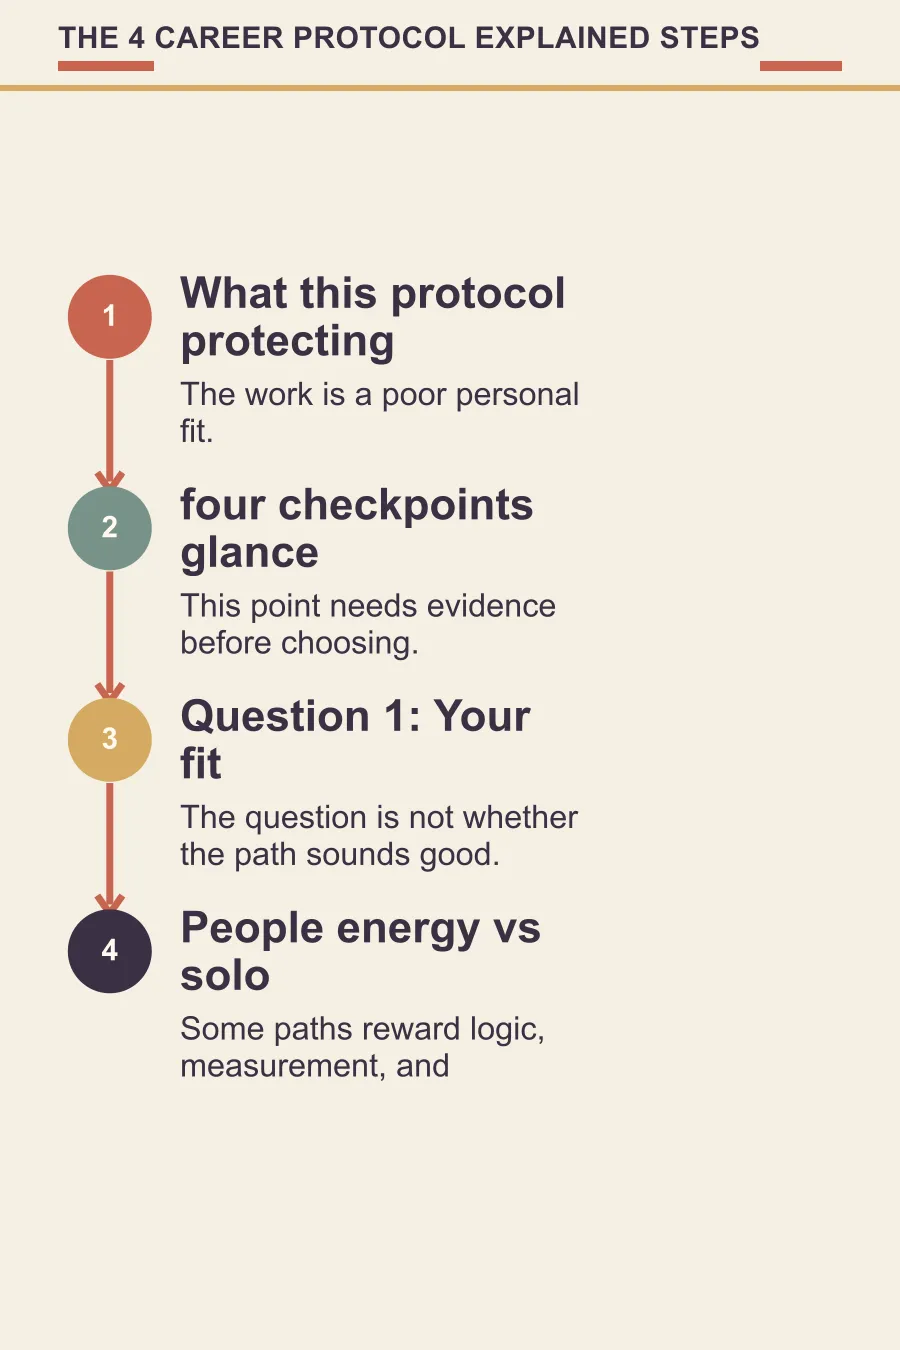 THE 4 CAREER PROTOCOL EXPLAINED STEPS
1
What this protocol
protecting
The work is a poor personal
fit.
2
four checkpoints
glance
This point needs evidence
before choosing.
3
Question 1: Your
fit
The question is not whether
the path sounds good.
4
People energy vs
solo
Some paths reward logic,
measurement, and